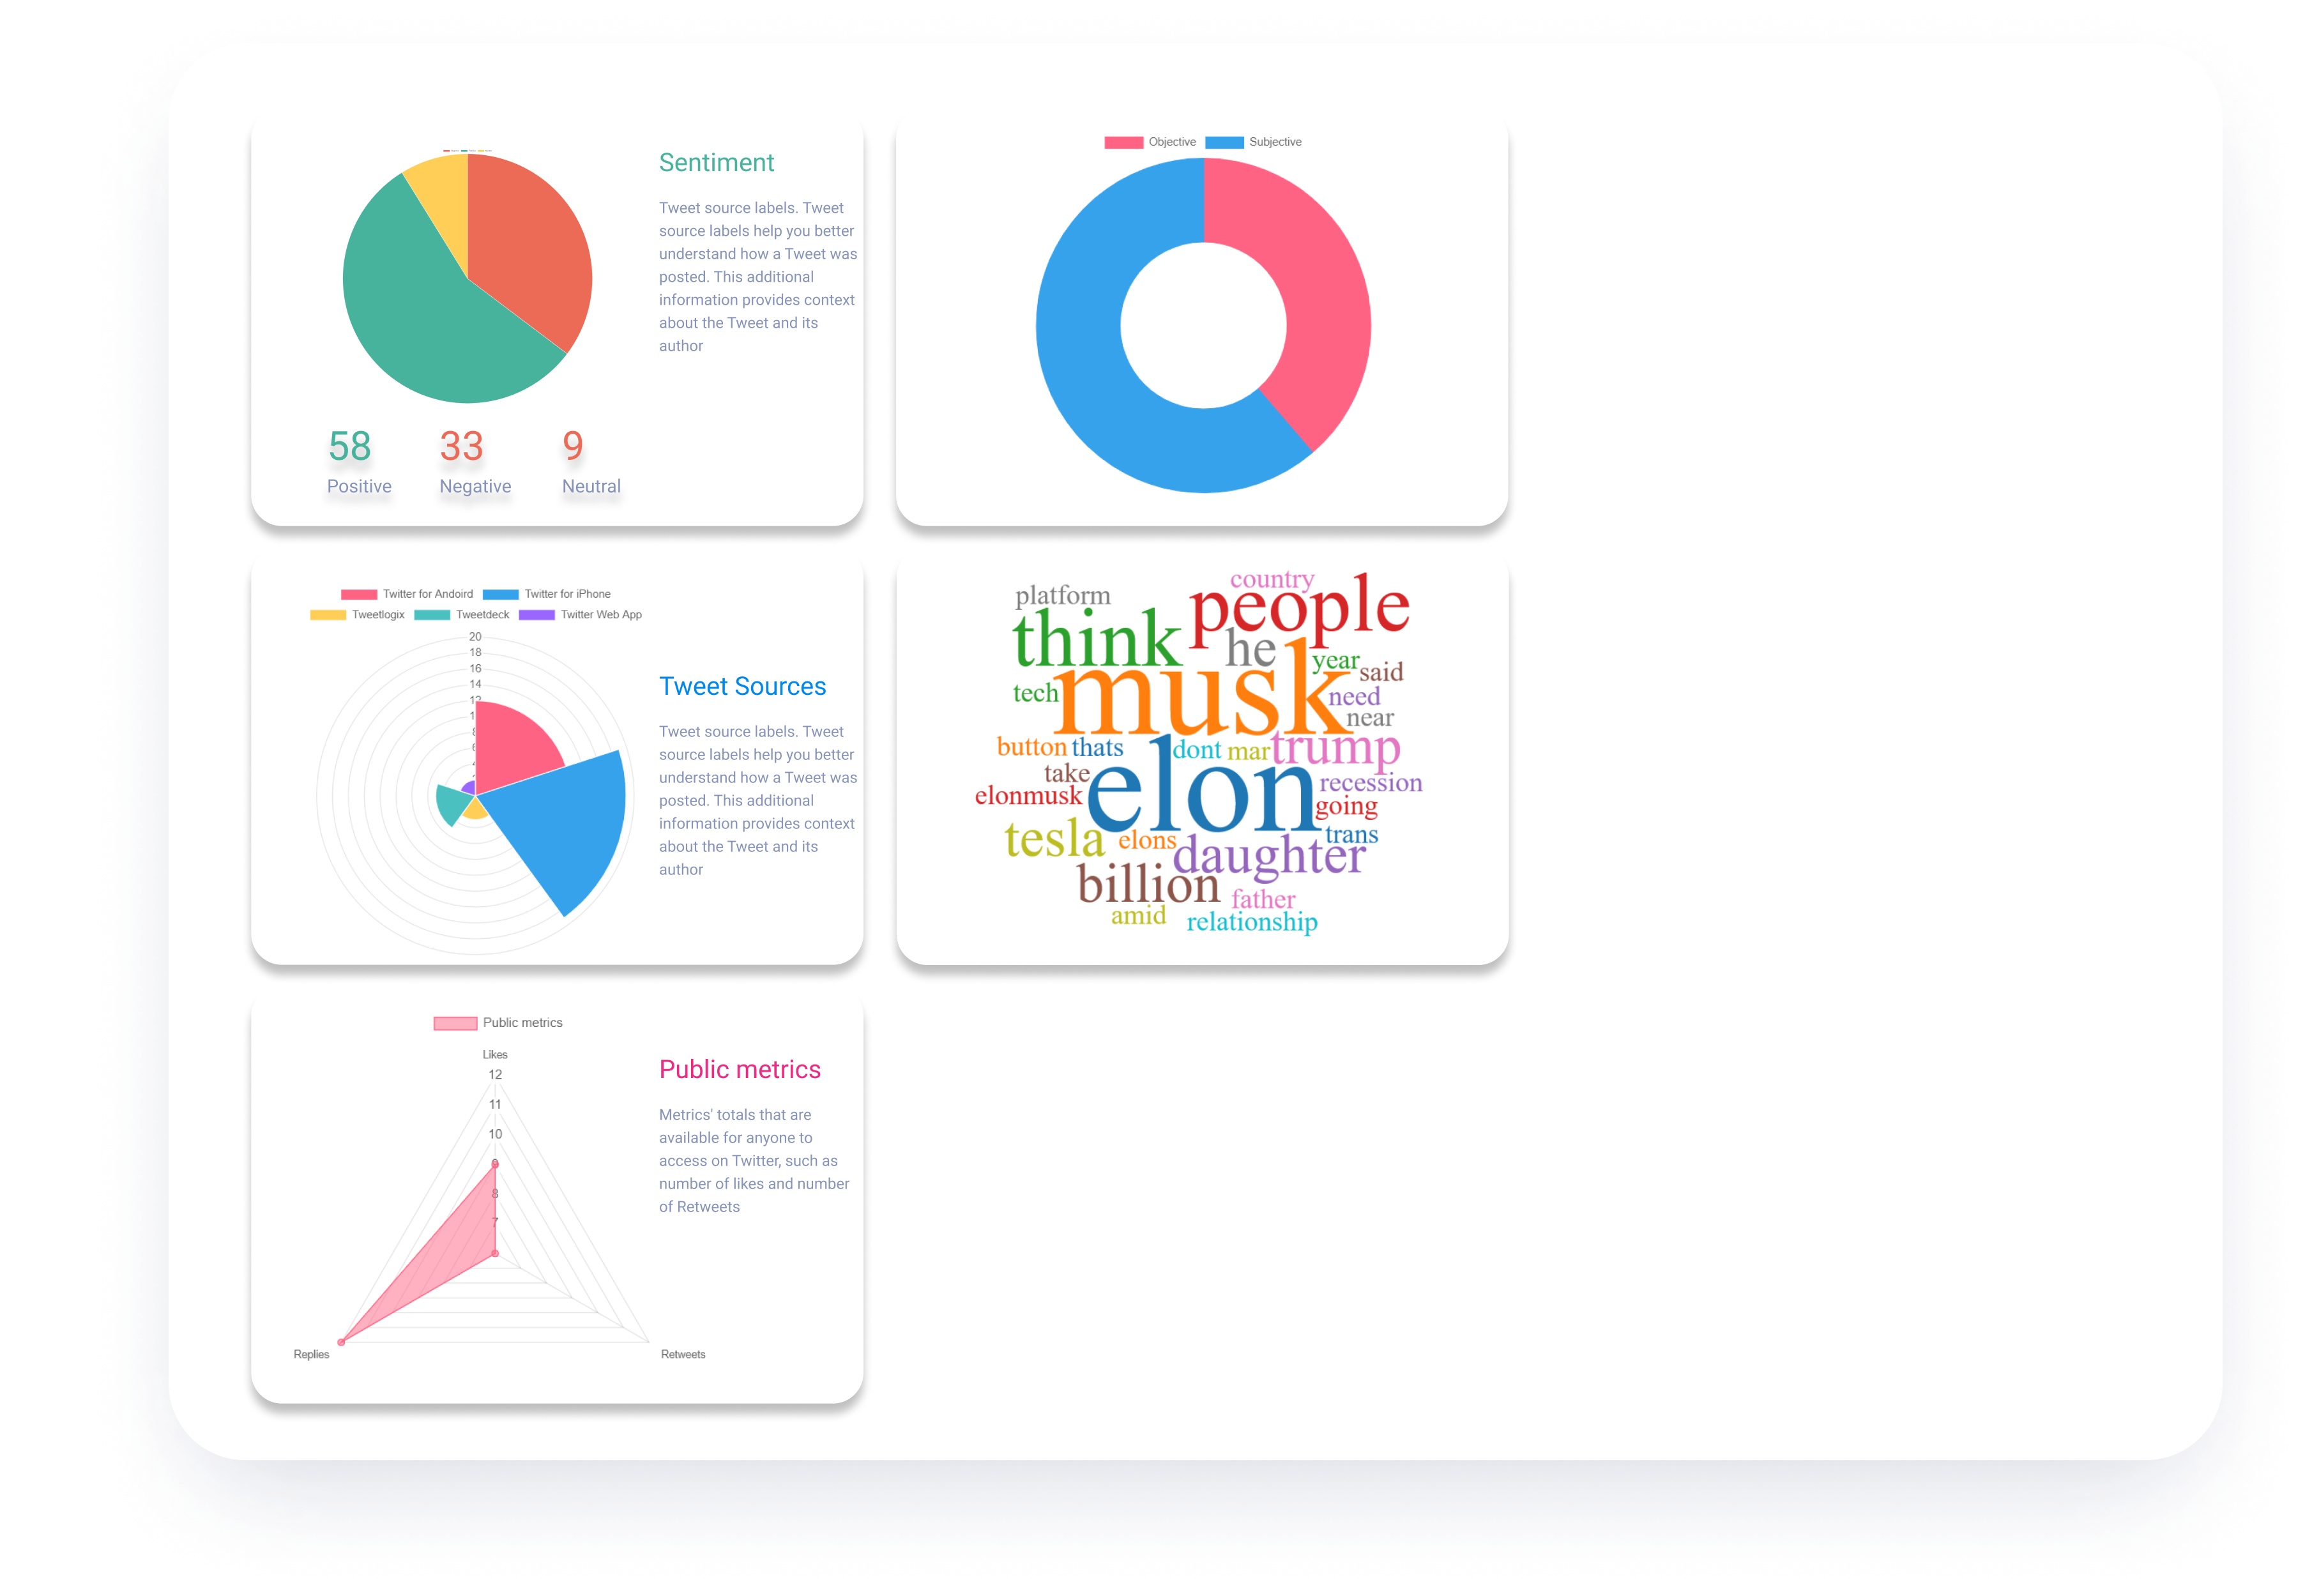 Sentiment
Tweet source labels. Tweet
source labels help you better
understand how a Tweet was
posted. This additional
information provides context
about the Tweet and its
author
58
33
9
Positive
Negative
Neutral
Objective
Subjective
Twitter for Andoird
Twitter for iPhone
Tweetlogix
Tweetdeck
Twitter Web App
20
18
16
14
12
Tweet Sources
Tweet source labels. Tweet
source labels help you better
understand how a Tweet was
posted. This additional
information provides context
about the Tweet and its
author
country
platform
people
think
he
year
said
musk
tech
need
near
button
thats
dont
mar
trump
take
elon
recession
elonmusk
going
tesla
elons
trans
daughter
billion
father
amid
relationship
Public metrics
Likes
12
11
10
9
8
7
Replies
Retweets
Public metrics
Metrics' totals that are
available for anyone to
access on Twitter, such as
number of likes and number
of Retweets